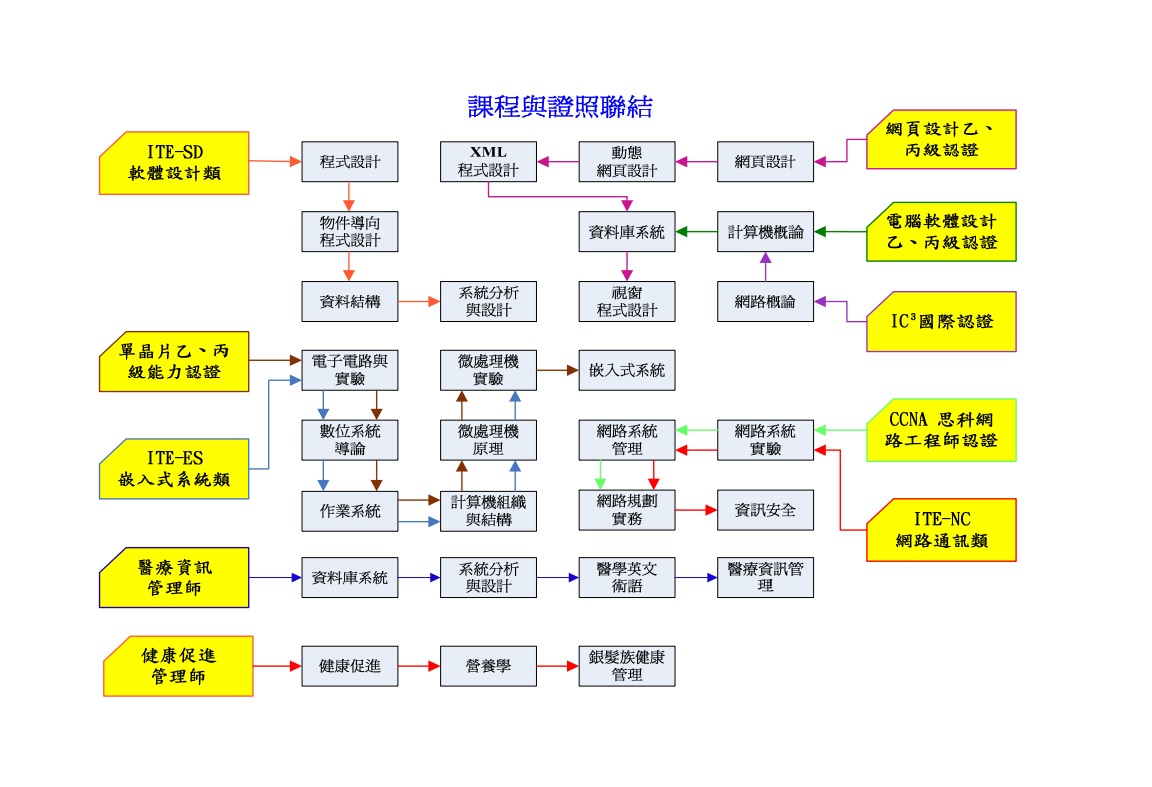 課程與證照聯結
ITE-SD
軟體設計類
程式設計
XML
程式設計
動態
網頁設計
網頁設計
網頁設計乙、
丙級認證
物件導向
程式設計
資料庫系統
計算機概論
電腦軟體設計
乙、丙級認證
資料結構
系統分析
與設計
視窗
程式設計
網路概論
IC³國際認證
單晶片乙、丙
級能力認證
電子電路與
實驗
微處理機
實驗
嵌入式系統
ITE-ES
嵌入式系統類
數位系統
導論
微處理機
原理
網路系統
管理
網路系統
實驗
CCNA 思科網
路工程師認證
作業系統
計算機組織
與結構
網路規劃
實務
資訊安全
ITE-NC
網路通訊類
醫療資訊
管理師
資料庫系統
系統分析
與設計
醫學英文
術語
醫療資訊管
理
健康促進
管理師
健康促進
營養學
銀髮族健康
管理